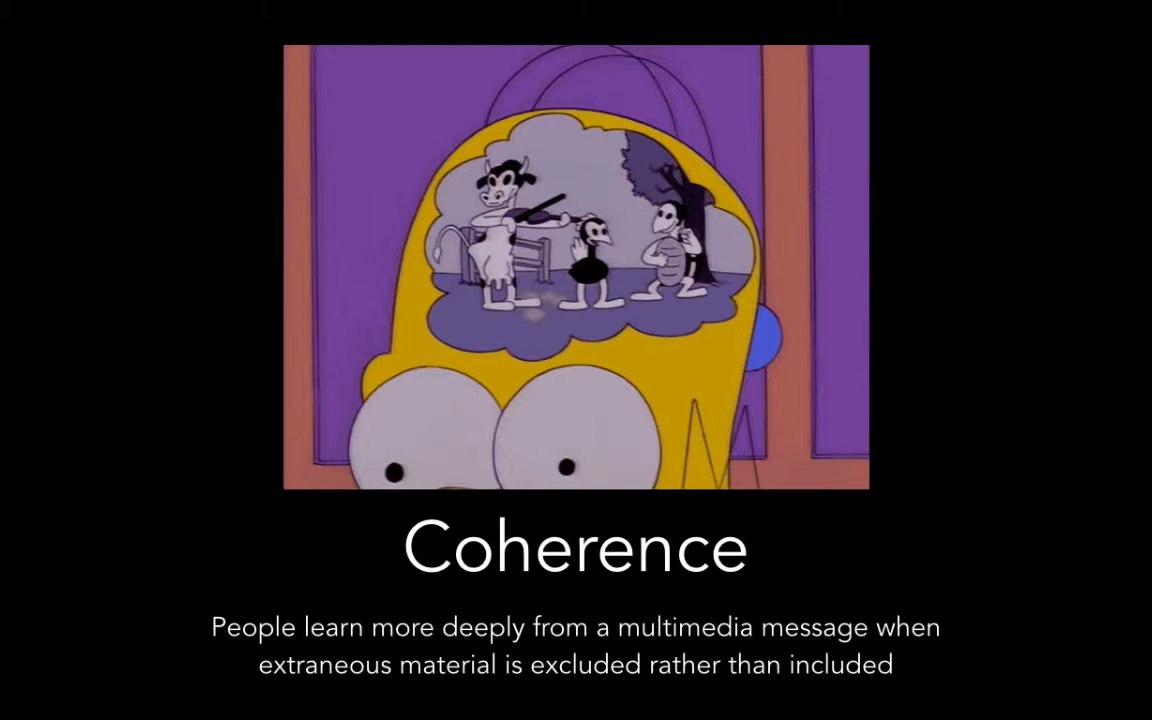 Coherence
People learn more deeply from a multimedia message when
extraneous material is excluded rather than included